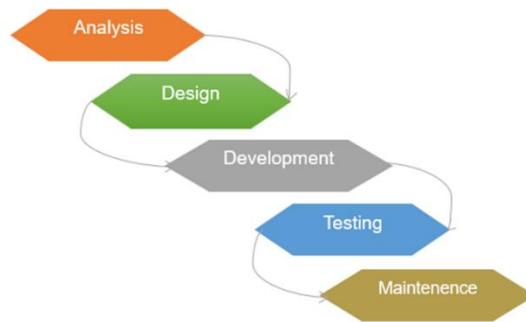 Analysis
Design
Development
Testing
Maintenence